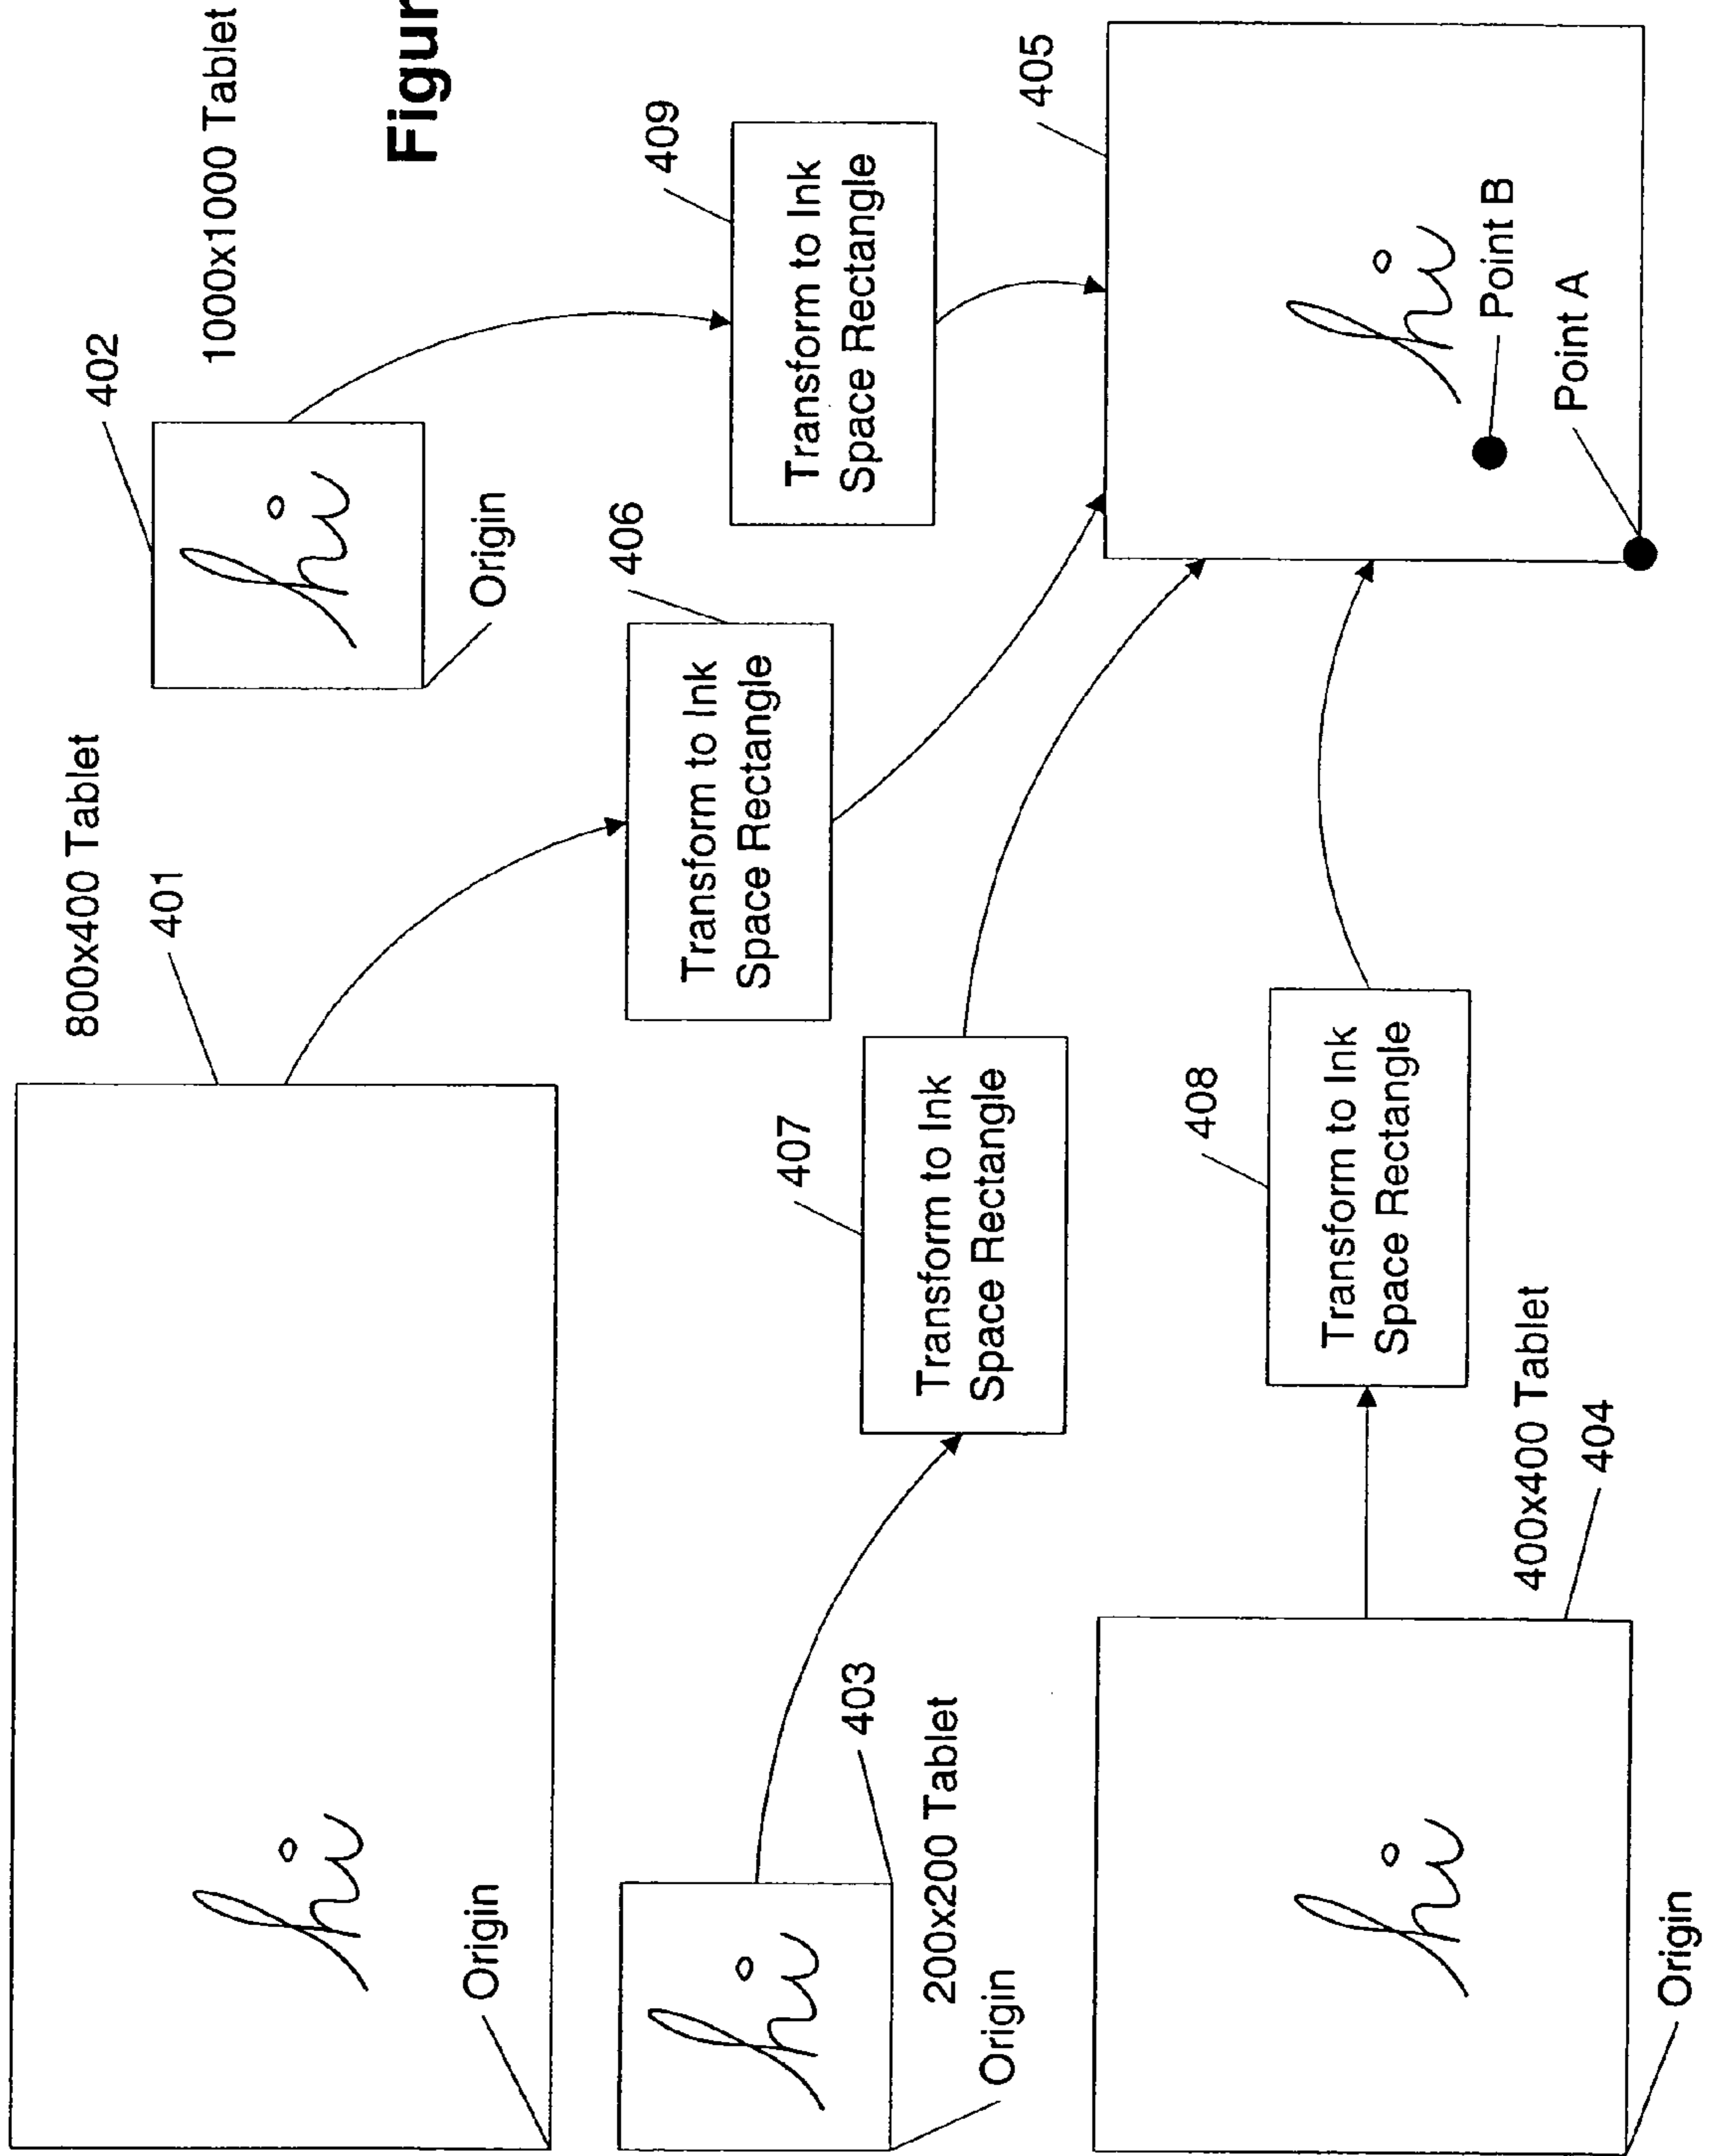 800x400 Tablet
401
hi
Origin
402
1000x1000 Tablet
hi
Origin
Figur
406
Transform to Ink
Space Rectangle
409
Transform to Ink
Space Rectangle
hi
403
200x200 Tablet
Origin
407
Transform to Ink
Space Rectangle
405
hi
Point B
Point A
408
Transform to Ink
Space Rectangle
hi
400x400 Tablet
404
Origin